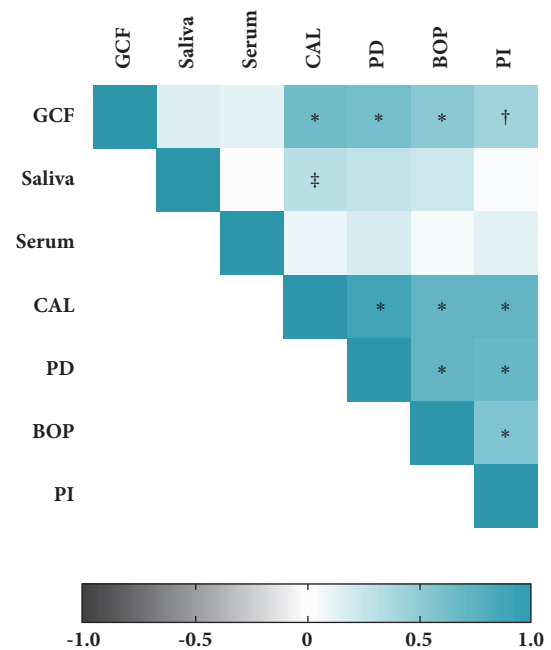 GCF Saliva Serum CAL PD BOP PI
GCF * * * †
Saliva ‡
Serum
CAL * * *
PD * *
BOP *
PI
-1.0 -0.5 0 0.5 1.0